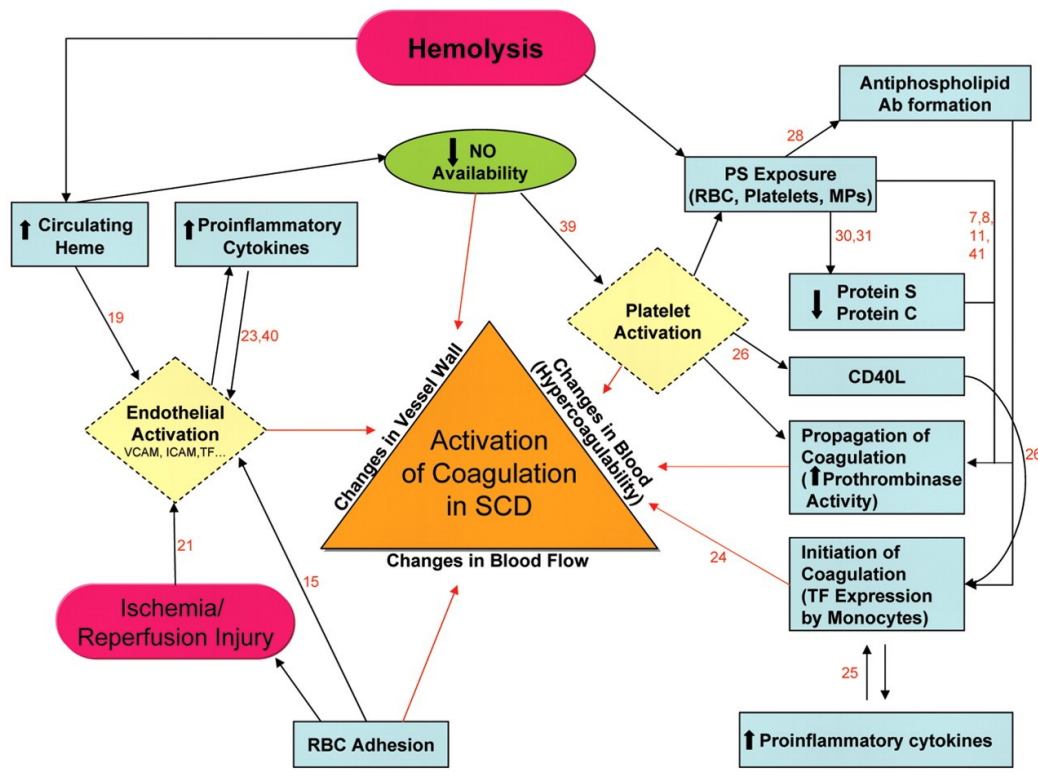 Hemolysis
Antiphospholipid
Ab formation
28
NO
Availability
PS Exposure
(RBC, Platelets, MPs)
7,8,
11,
41
39
30,31
Circulating
Heme
Proinflammatory
Cytokines
Protein S
Protein C
19
23,40
Platelet
Activation
26
CD40L
Changes in Vessel Wall
Changes in Blood
(Hypercoagulability)
Endothelial
Activation
VCAM, ICAM,TF...
Activation
of Coagulation
in SCD
Propagation of
Coagulation
(Prothrombinase
Activity)
26
Changes in Blood Flow
24
21
15
Initiation of
Coagulation
(TF Expression
by Monocytes)
Ischemia/
Reperfusion Injury
25
RBC Adhesion
Proinflammatory cytokines